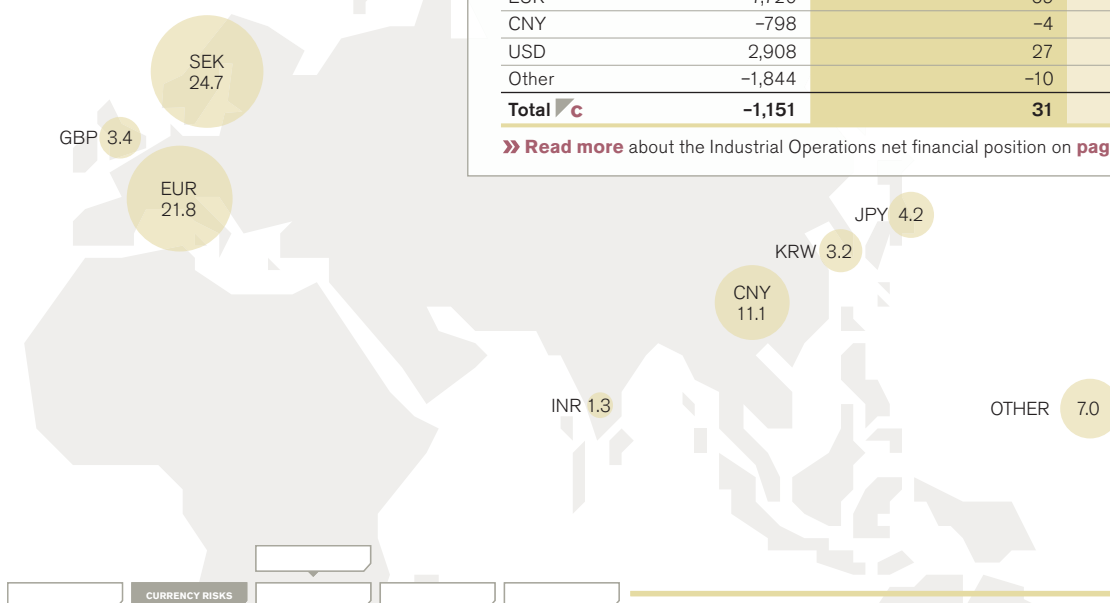 CNY –798 –4
USD 2,908 27
Other –1,844 –10
Total c –1,151 31
Read more about the Industrial Operations net financial position on
SEK
24.7
GBP 3.4
EUR
21.8
JPY 4.2
KRW 3.2
CNY
11.1
INR 1.3
OTHER 7.0
CURRENCY RISKS